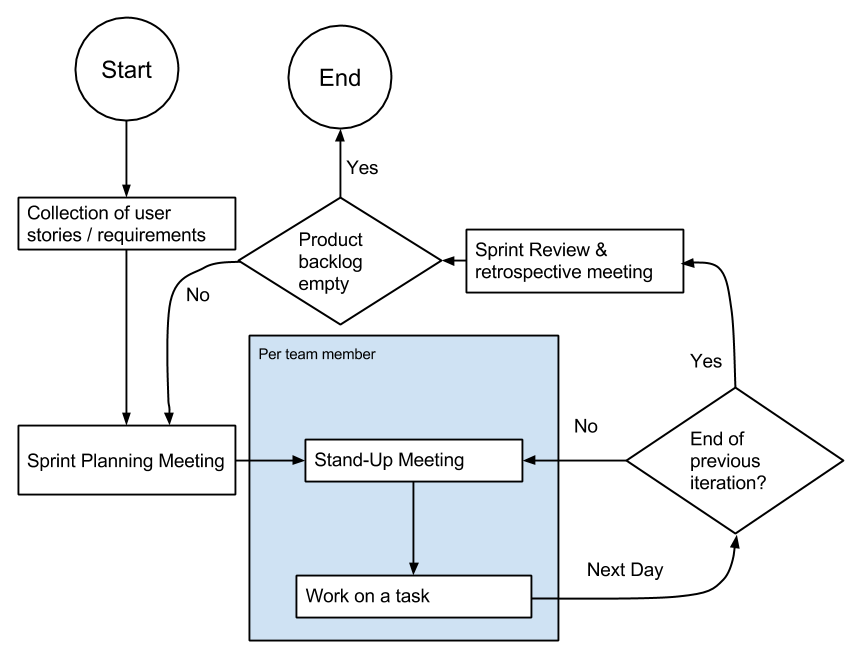 Start
End
Yes
Collection of user
stories / requirements
Product
backlog
empty
Sprint Review &
retrospective meeting
No
Per team member
Yes
Sprint Planning Meeting
Stand-Up Meeting
No
End of
previous
iteration?
Work on a task
Next Day